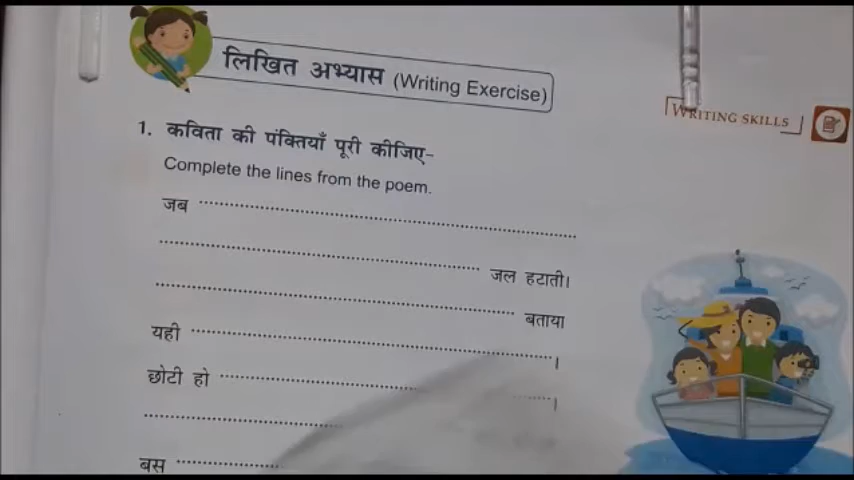 लिखित अभ्यास (Writing Exercise)
WRITING SKILLS
1. कविता की पंक्तियाँ पूरी कीजिए-
Complete the lines from the poem.
जब ........................................
........................................ जल हटाती।
........................................ बताया
यही ........................................।
छोटी हो ........................................।
........................................
बस ....................